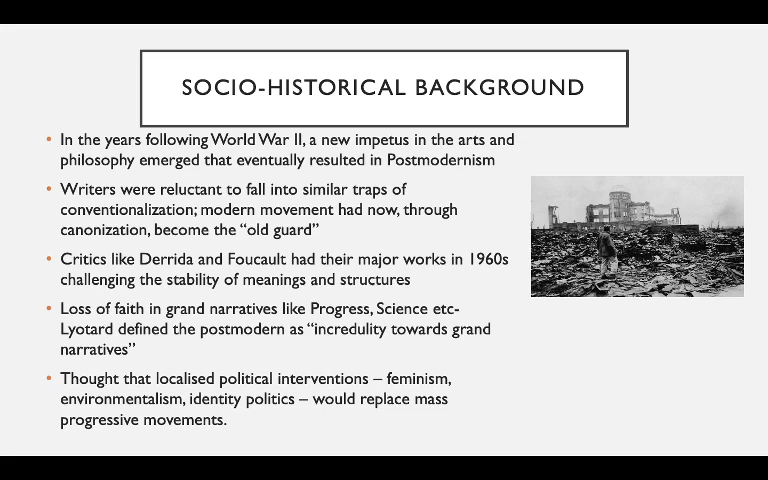 SOCIO-HISTORICAL BACKGROUND
• In the years following World War II, a new impetus in the arts and
philosophy emerged that eventually resulted in Postmodernism
• Writers were reluctant to fall into similar traps of
conventionalization; modern movement had now, through
canonization, become the “old guard”
• Critics like Derrida and Foucault had their major works in 1960s
challenging the stability of meanings and structures
• Loss of faith in grand narratives like Progress, Science etc-
Lyotard defined the postmodern as “incredulity towards grand
narratives”
• Thought that localised political interventions – feminism,
environmentalism, identity politics – would replace mass
progressive movements.